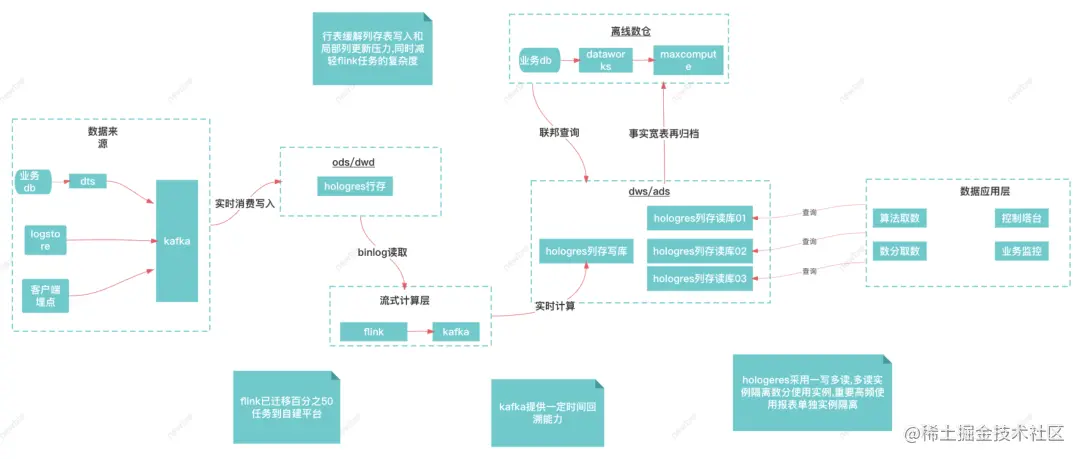 行表缓解列存表写入和
局部列更新压力,同时减
轻flink任务的复杂度
离线数仓
业务db
datawor
ks
maxcomput
e
联邦查询
事实宽表再归档
数据来
源
业务
db
dts
logsto
re
客户端
埋点
kafka
实时消费写入
ods/dwd
hologres行存
binlog读取
流式计算层
flink
kafka
实时计算
dws/ads
hologres列存写库
hologres列存读库01
hologres列存读库02
hologres列存读库03
查询
查询
查询
数据应用层
算法取数
控制塔台
数分取数
业务监控
flink已迁移百分之50
任务到自建平台
kafka提供一定时间回
溯能力
hologeres采用一写多读,多读实
例隔离数分使用实例,重要高频使
用报表单独实例隔离
@稀土掘金技术社区